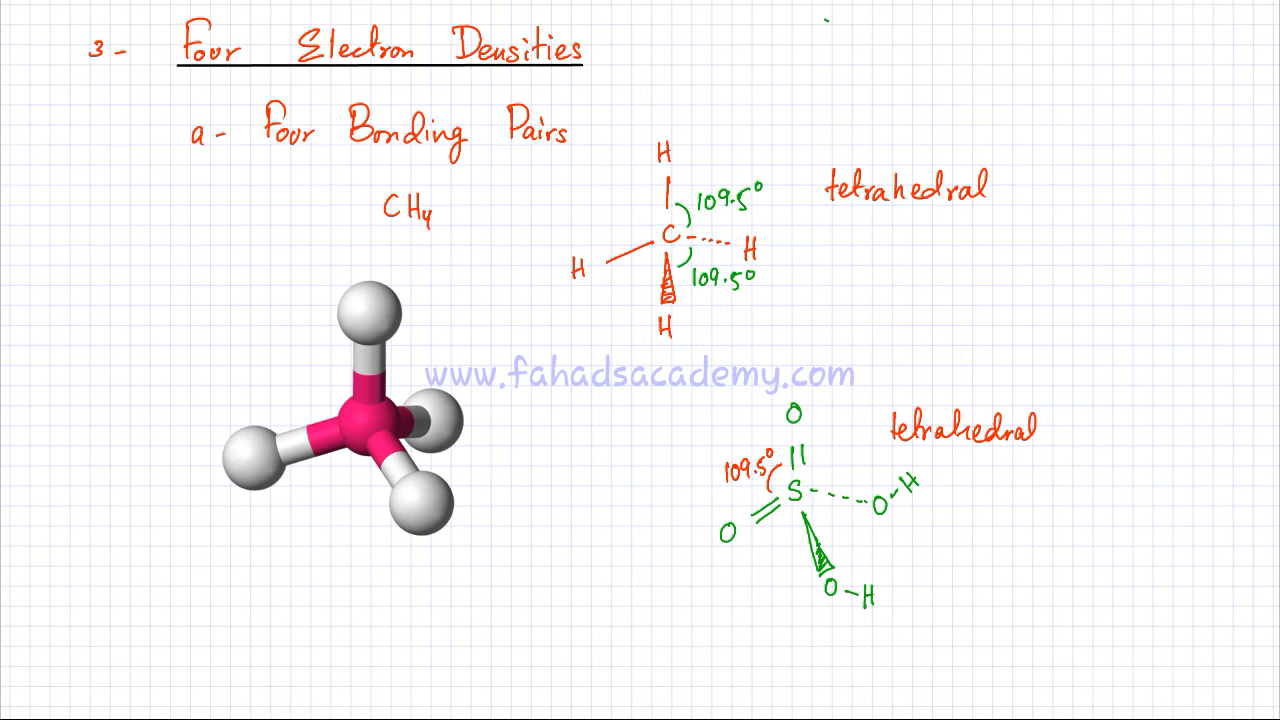 3 - Four Electron Densities
a - Four Bonding Pairs
CH4
H
C
H
H
H
109.5°
109.5°
tetrahedral
www.fahadsacademy.com
O
S
O
O - H
O - H
109.5°
tetrahedral